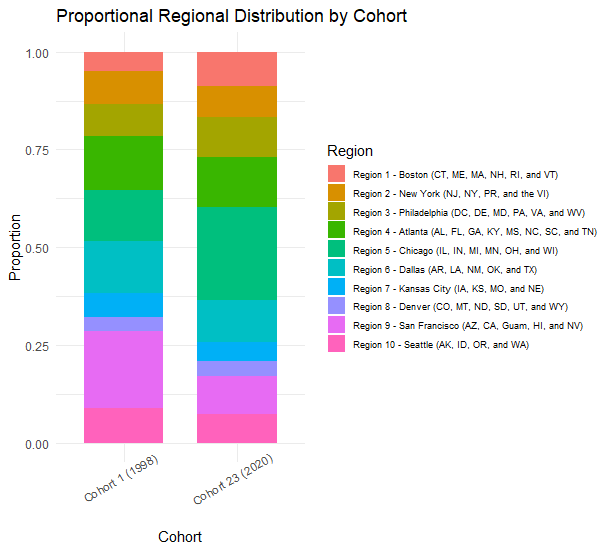 Proportional Regional Distribution by Cohort
1.00
0.75
0.50
0.25
0.00
Proportion
Cohort 1 (1998)
Cohort 23 (2020)
Cohort
Region
Region 1 - Boston (CT, ME, MA, NH, RI, and VT)
Region 2 - New York (NJ, NY, PR, and the VI)
Region 3 - Philadelphia (DC, DE, MD, PA, VA, and WV)
Region 4 - Atlanta (AL, FL, GA, KY, MS, NC, SC, and TN)
Region 5 - Chicago (IL, IN, MI, MN, OH, and WI)
Region 6 - Dallas (AR, LA, NM, OK, and TX)
Region 7 - Kansas City (IA, KS, MO, and NE)
Region 8 - Denver (CO, MT, ND, SD, UT, and WY)
Region 9 - San Francisco (AZ, CA, Guam, HI, and NV)
Region 10 - Seattle (AK, ID, OR, and WA)